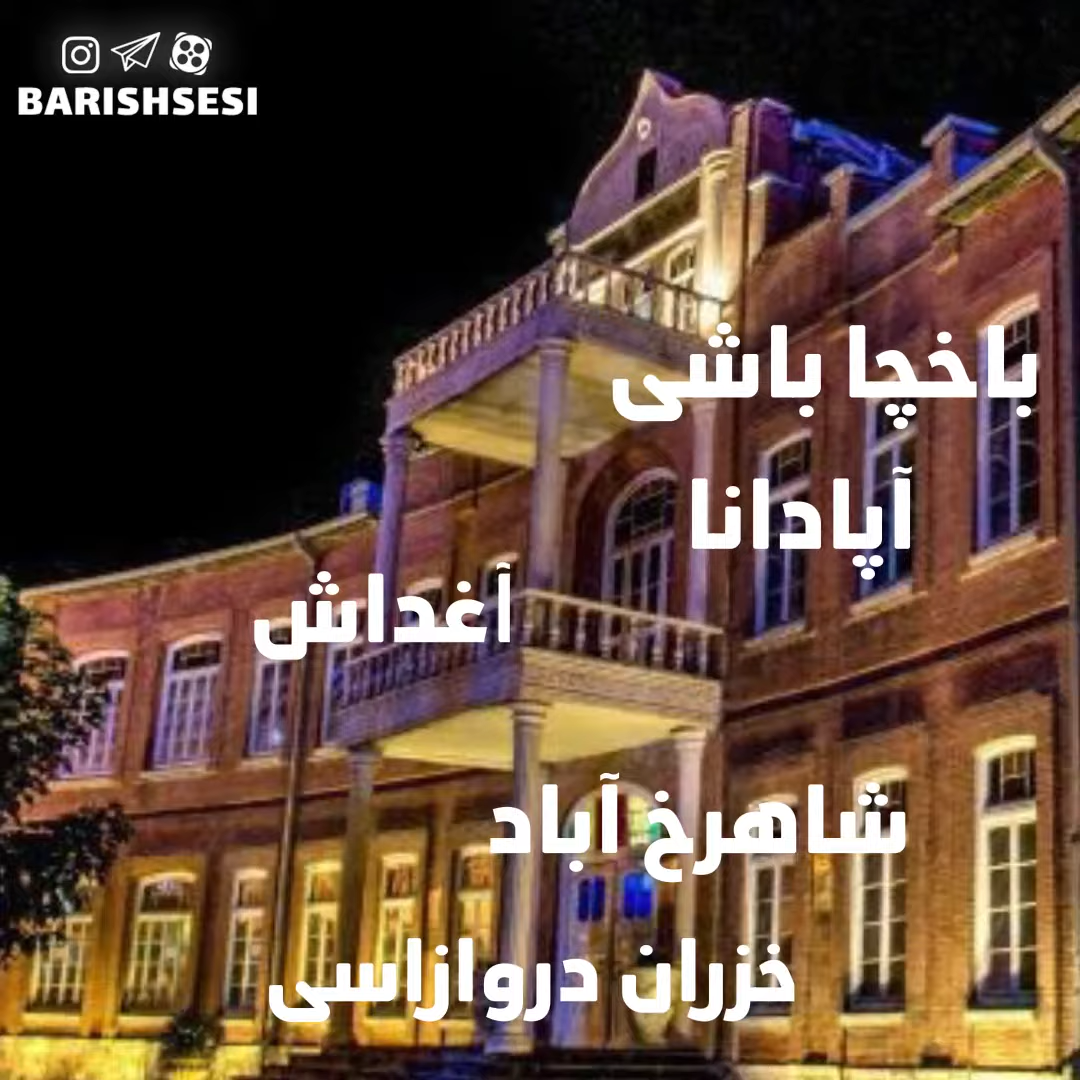 BARISHSESI
باخچا باشی
آپادانا
آغداش
شاهرخ آباد
خزران دروازاسی